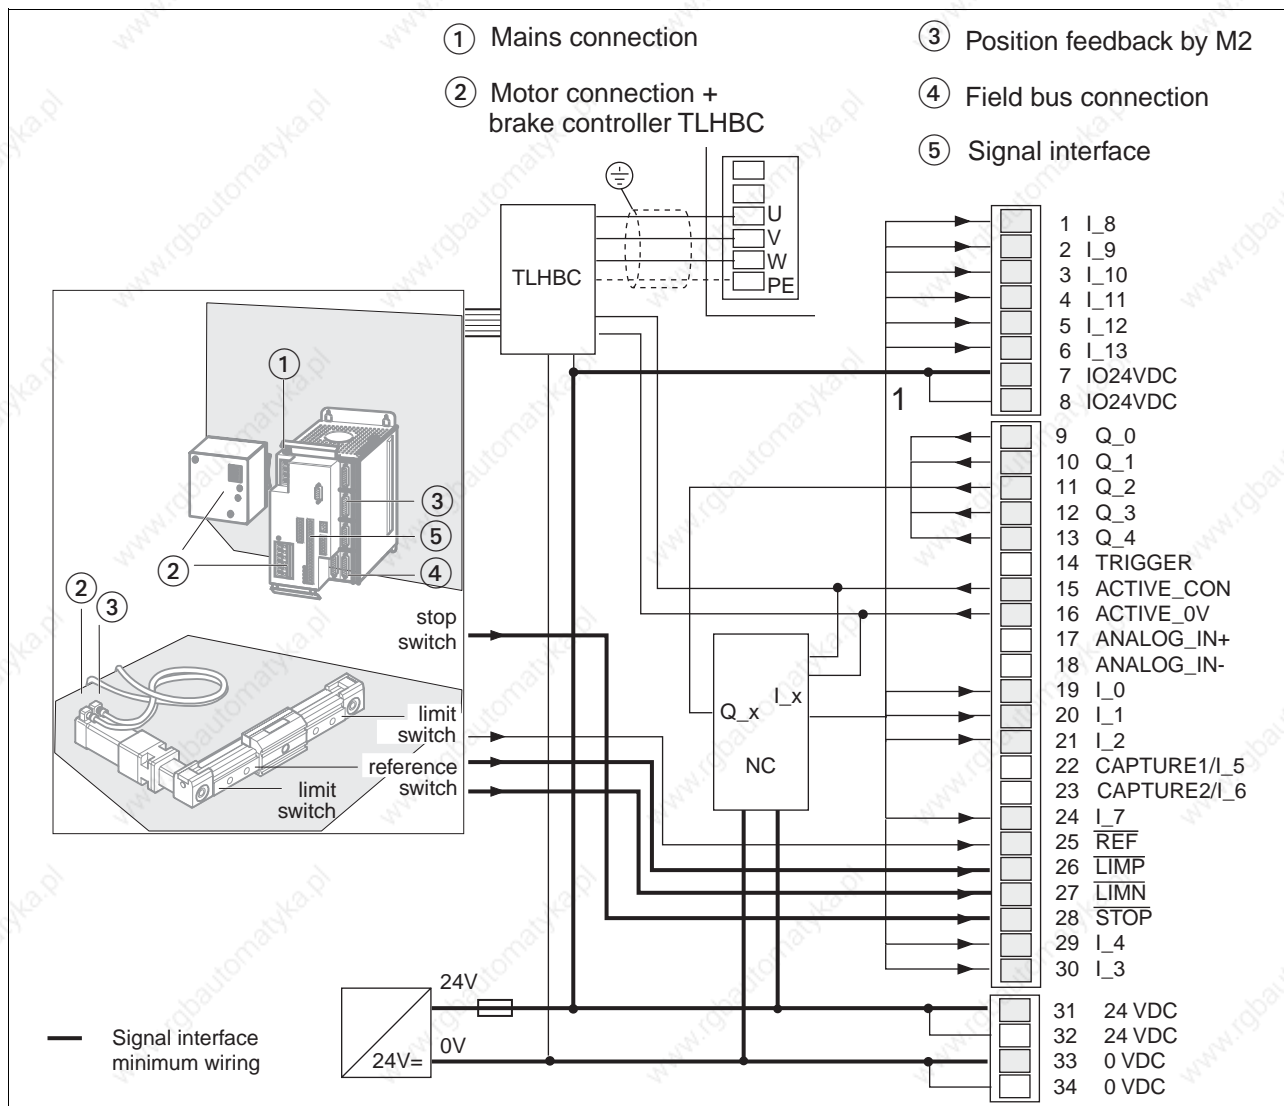 1 Mains connection
2 Motor connection +
brake controller TLHBC
3 Position feedback by M2
4 Field bus connection
5 Signal interface
U
V
W
PE
TLHBC
1
3
5
2
4
2
3
stop
switch
limit
switch
reference
switch
limit
switch
1
Q_x
I_x
NC
1 I_8
2 I_9
3 I_10
4 I_11
5 I_12
6 I_13
7 IO24VDC
8 IO24VDC
9 Q_0
10 Q_1
11 Q_2
12 Q_3
13 Q_4
14 TRIGGER
15 ACTIVE_CON
16 ACTIVE_0V
17 ANALOG_IN+
18 ANALOG_IN-
19 I_0
20 I_1
21 I_2
22 CAPTURE1/I_5
23 CAPTURE2/I_6
24 I_7
25 REF
26 LIMP
27 LIMN
28 STOP
29 I_4
30 I_3
31 24 VDC
32 24 VDC
33 0 VDC
34 0 VDC
24V
0V
24V=
Signal interface
minimum wiring
www.rgbautomatyka.pl